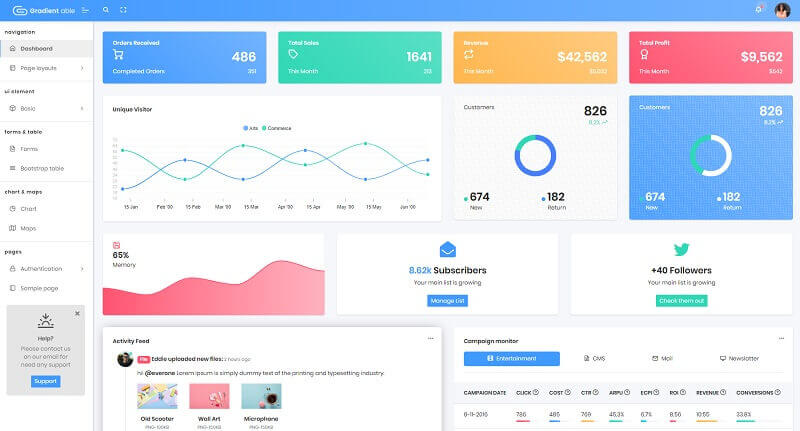 Gradient able
navigation
Dashboard
Page layouts
ui element
Basic
forms & table
Forms
Bootstrap table
chart & maps
Chart
Maps
pages
Authentication
Sample page
Help?
Please contact us
on our email for
need any support
Support
Orders Received
486
Completed Orders 351
Total Sales
1641
This Month 213
Revenue
$42,562
This Month $5,032
Total Profit
$9,562
This Month $542
Unique Visitor
Arts Commerce
15 Jan Feb '00 15 Mar Mar '00 15 Apr Apr '00 15 May May '00 Jun '00
Customers 826
8.2%
674 182
New Return
Customers 826
8.2%
674 182
New Return
65%
Memory
8.62k Subscribers
Your main list is growing
Manage List
+40 Followers
Your main list is growing
Check them out
Activity Feed
File Eddie uploaded new files: 2 hours ago
hii @everone Lorem Ipsum is simply dummy text of the printing and typesetting industry.
Old Scooter Wall Art Microphone
PNG-100KB PNG-150KB PNG-150KB
Campaign monitor
Entertainment CMS Mail Newsletter
CAMPAIGN DATE CLICK COST CTR ARPU ECPI ROI REVENUE CONVERSIONS
8-11-2016 786 485 769 45,3% 6,7% 8,56 10:55 33.8%